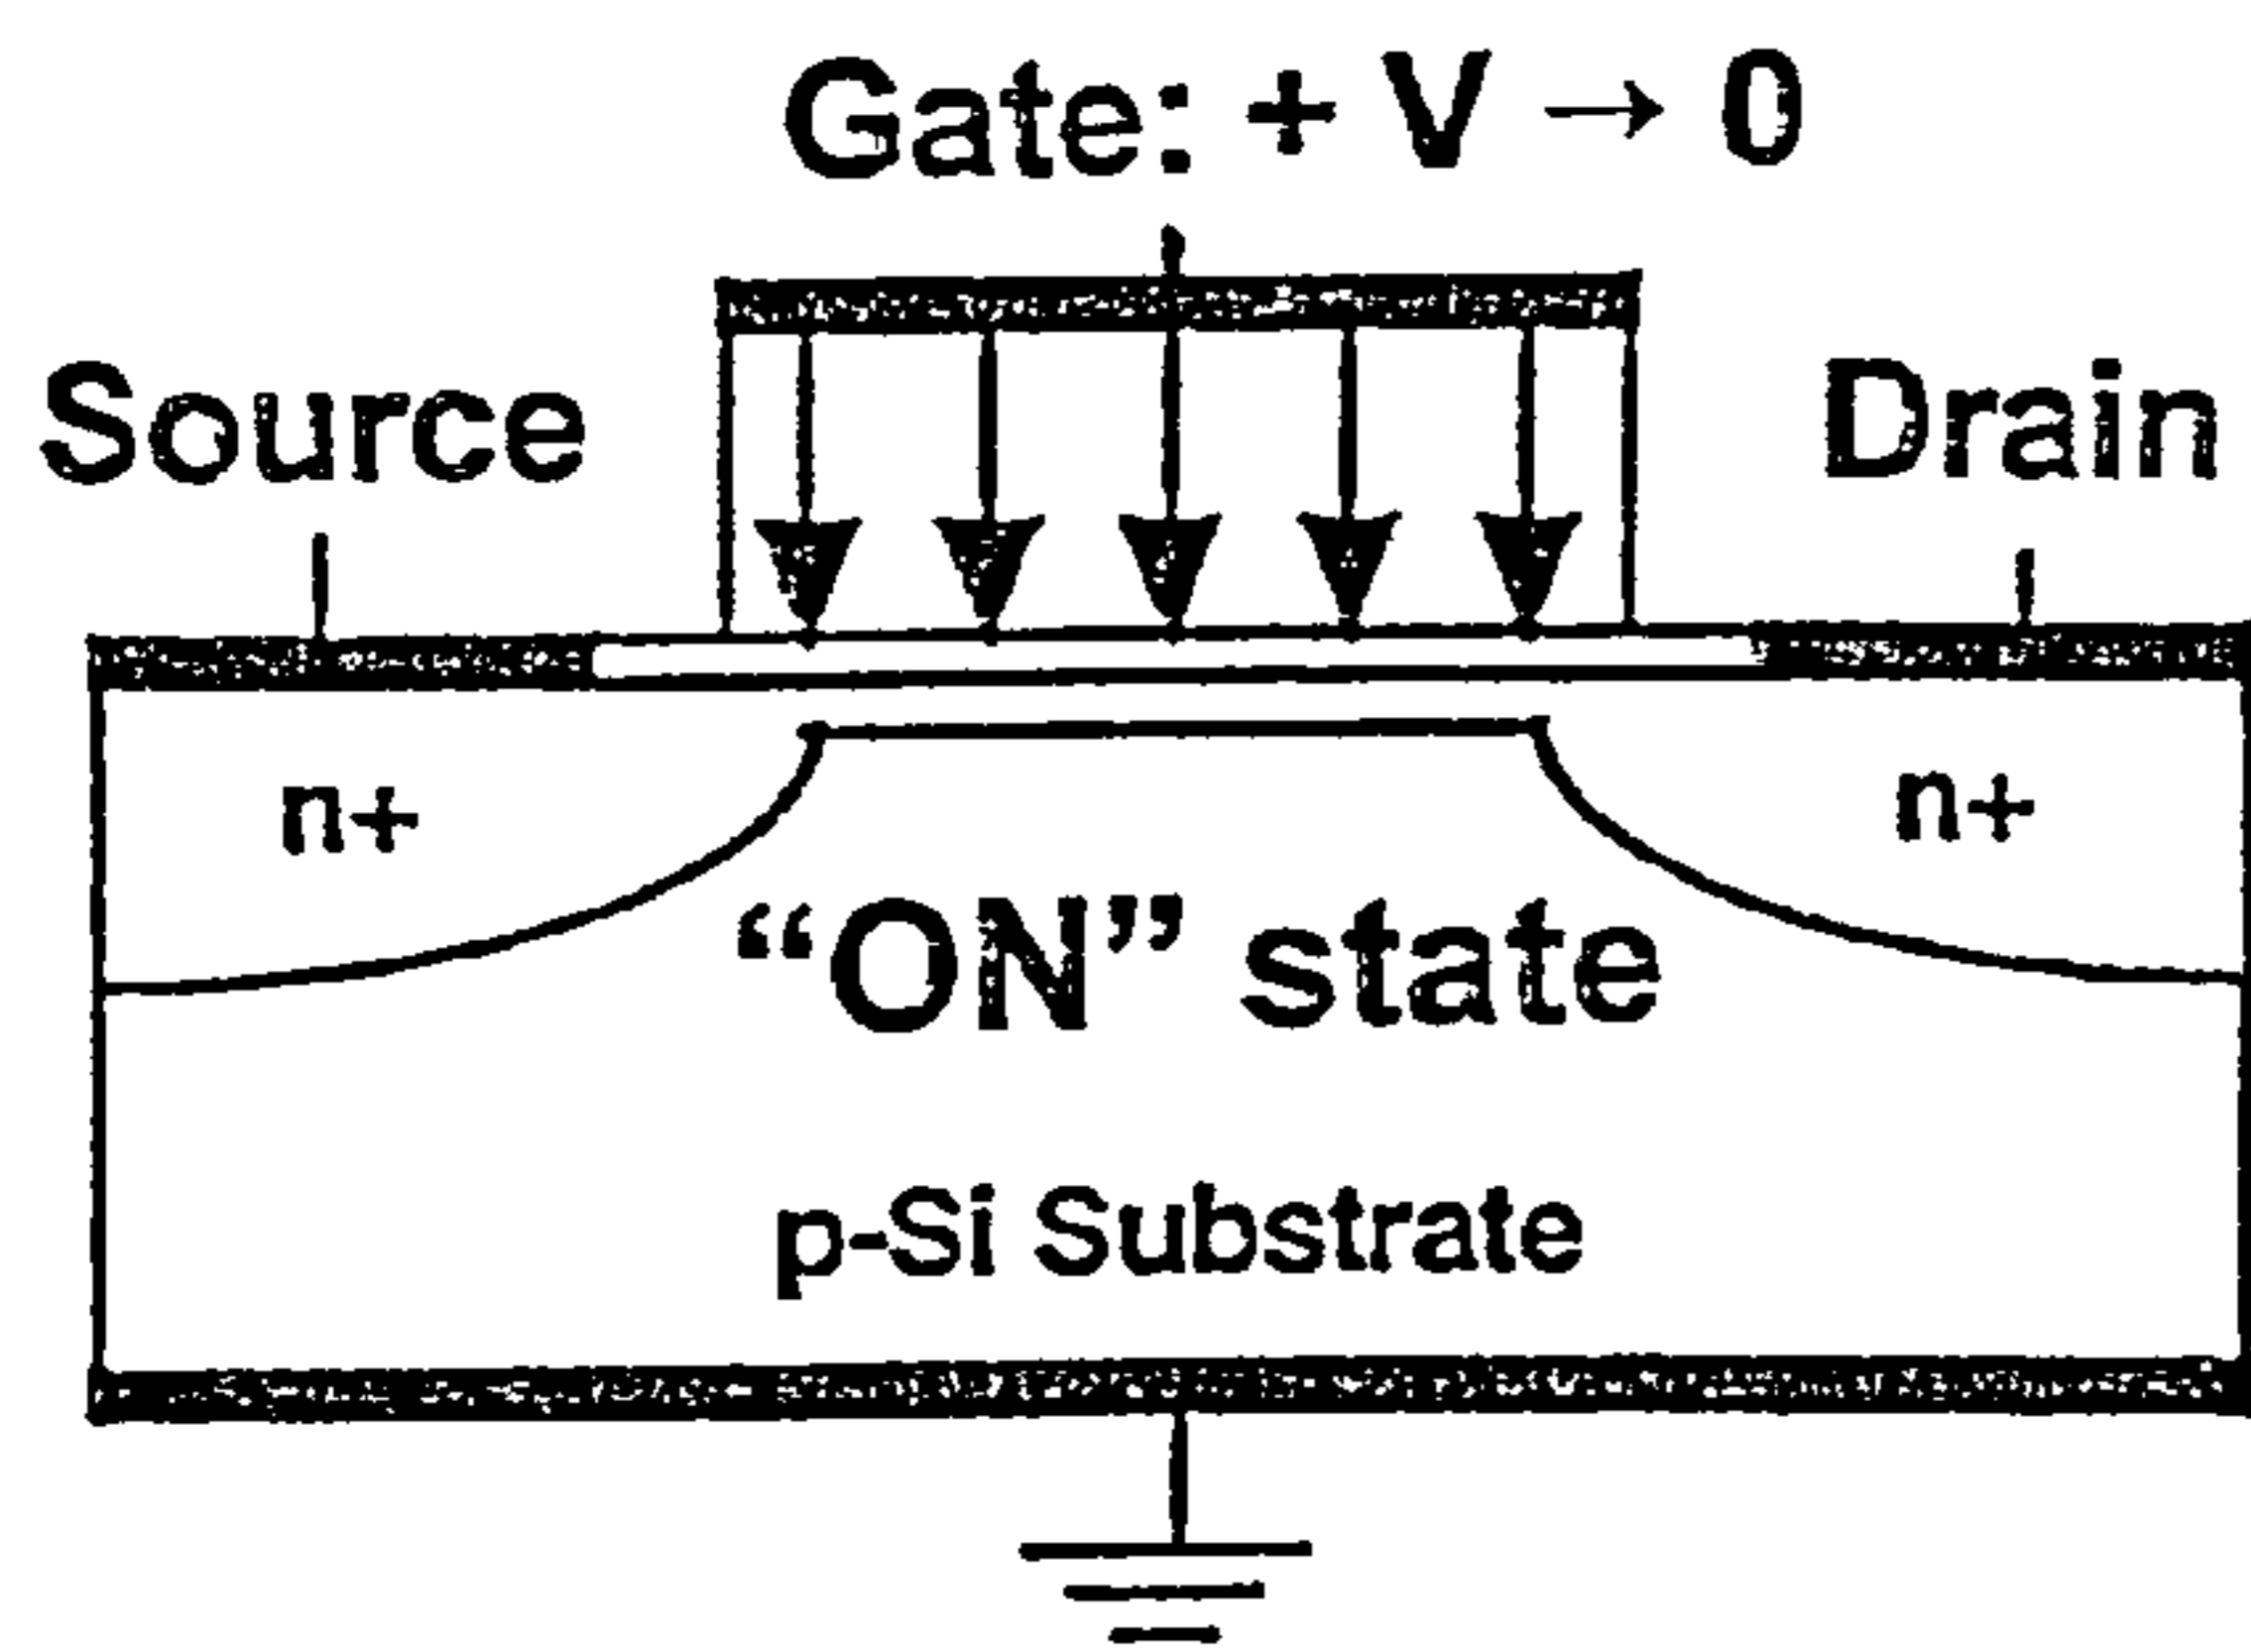 Gate: + V → 0
Source
Drain
n+
n+
“ON” state
p-Si Substrate